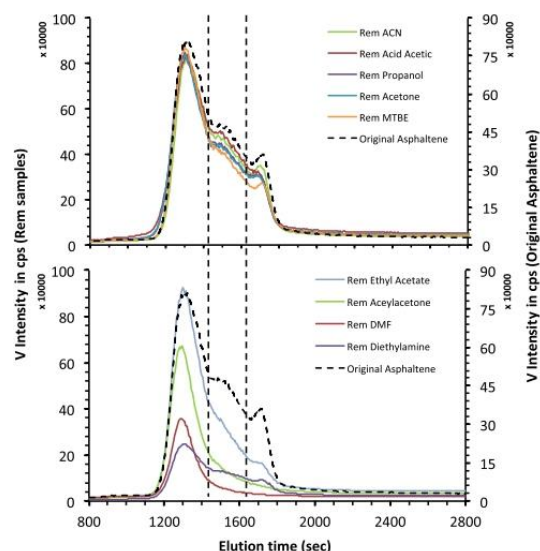 V Intensity in cps (Rem samples)
V Intensity in cps (Original Asphaltene)
x 10000
100
80
60
40
20
0
Rem ACN
Rem Acid Acetic
Rem Propanol
Rem Acetone
Rem MTBE
Original Asphaltene
x 10000
90
75
60
45
30
15
0
x 10000
100
80
60
40
20
0
Rem Ethyl Acetate
Rem Aceylacetone
Rem DMF
Rem Diethylamine
Original Asphaltene
x 10000
90
75
60
45
30
15
0
800 1200 1600 2000 2400 2800
Elution time (sec)